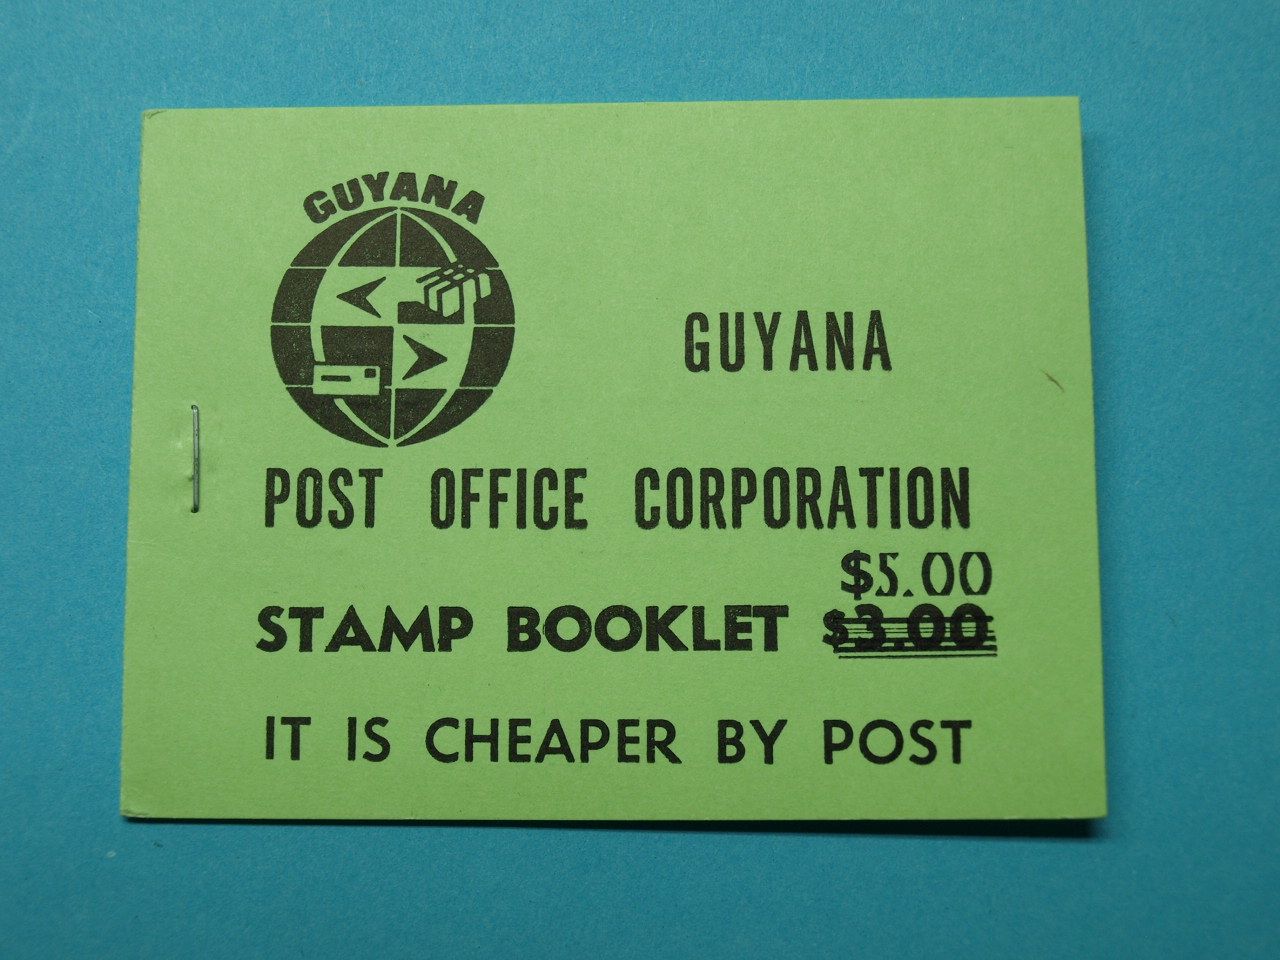 GUYANA
GUYANA
POST OFFICE CORPORATION
$5.00
STAMP BOOKLET $3.00
IT IS CHEAPER BY POST